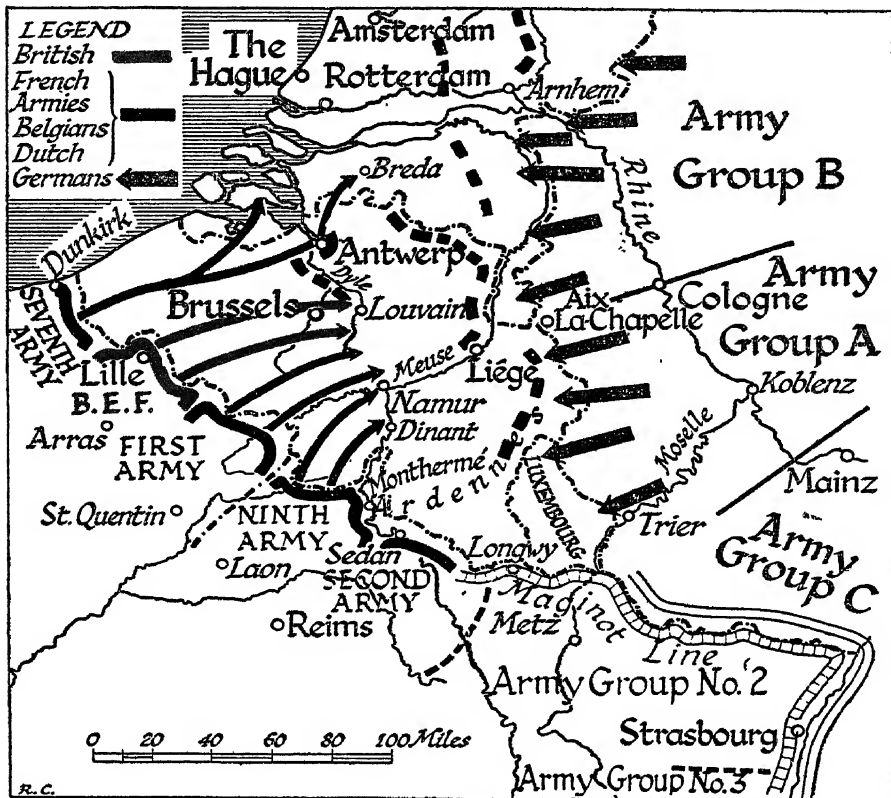 LEGEND
British
French
Armies
Belgians
Dutch
Germans
The
Hague
Amsterdam
Rotterdam
Arnhem
Army
Group B
Rhine
Breda
Dunkirk
Antwerp
Dyle
SEVENTH
ARMY
Brussels
Louvain
Aix
La-Chapelle
Cologne
Army
Group A
Lille
B.E.F.
Meuse
Liége
Koblenz
Arras
FIRST
ARMY
Namur
Dinant
Ardennes
Moselle
Monthermé
LUXEMBOURG
Mainz
St. Quentin
NINTH
ARMY
Trier
Sedan
Longwy
Army
Group C
Laon
SECOND
ARMY
Reims
Maginot
Line
Metz
Army Group No. 2
Strasbourg
0 20 40 60 80 100 Miles
R.C.
Army Group No. 3